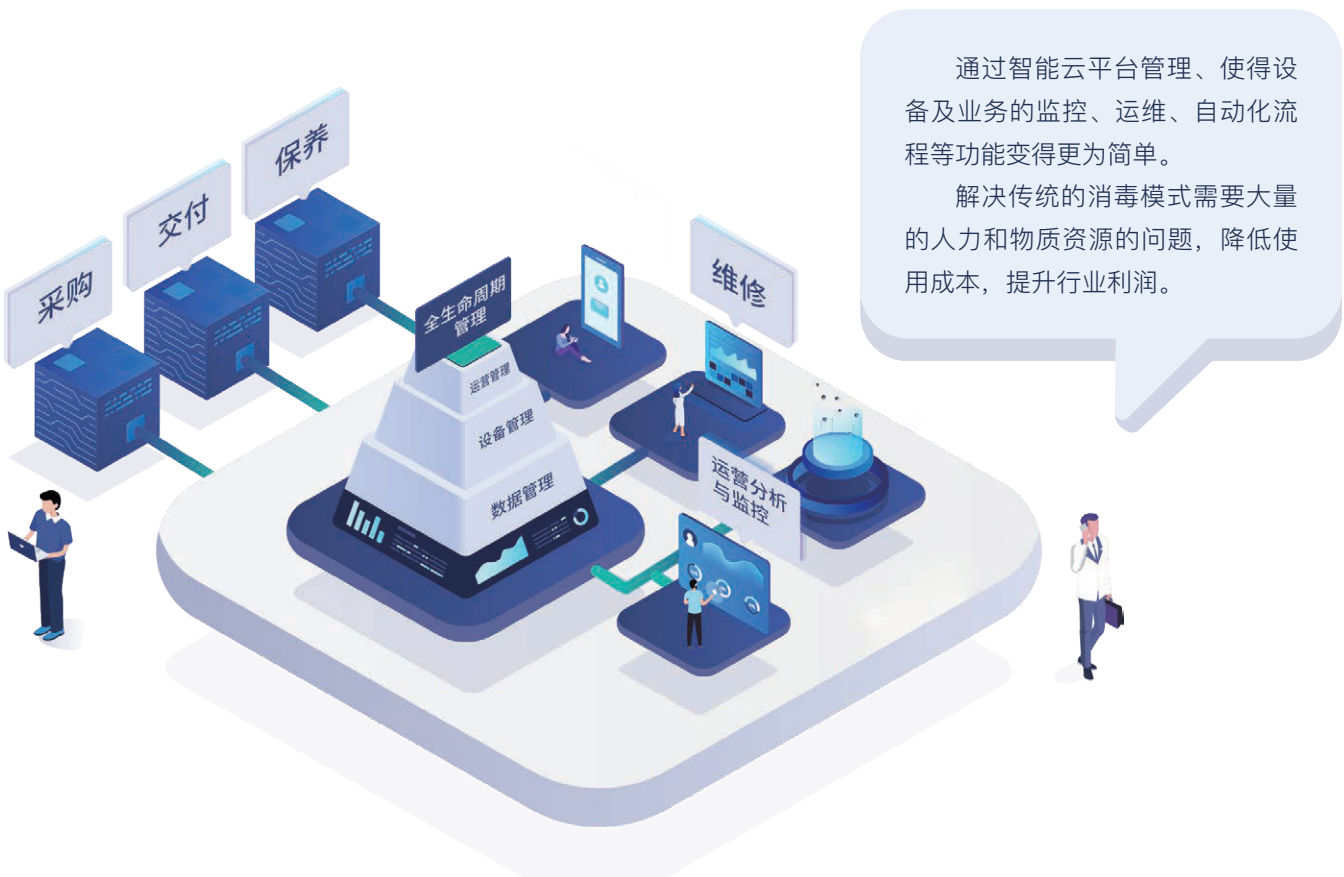 通过智能云平台管理、使得设
备及业务的监控、运维、自动化流
程等功能变得更为简单。
解决传统的消毒模式需要大量
的人力和物质资源的问题，降低使
用成本，提升行业利润。
保养
交付
采购
维修
全生命周期
管理
运营管理
设备管理
数据管理
运营分析
与监控